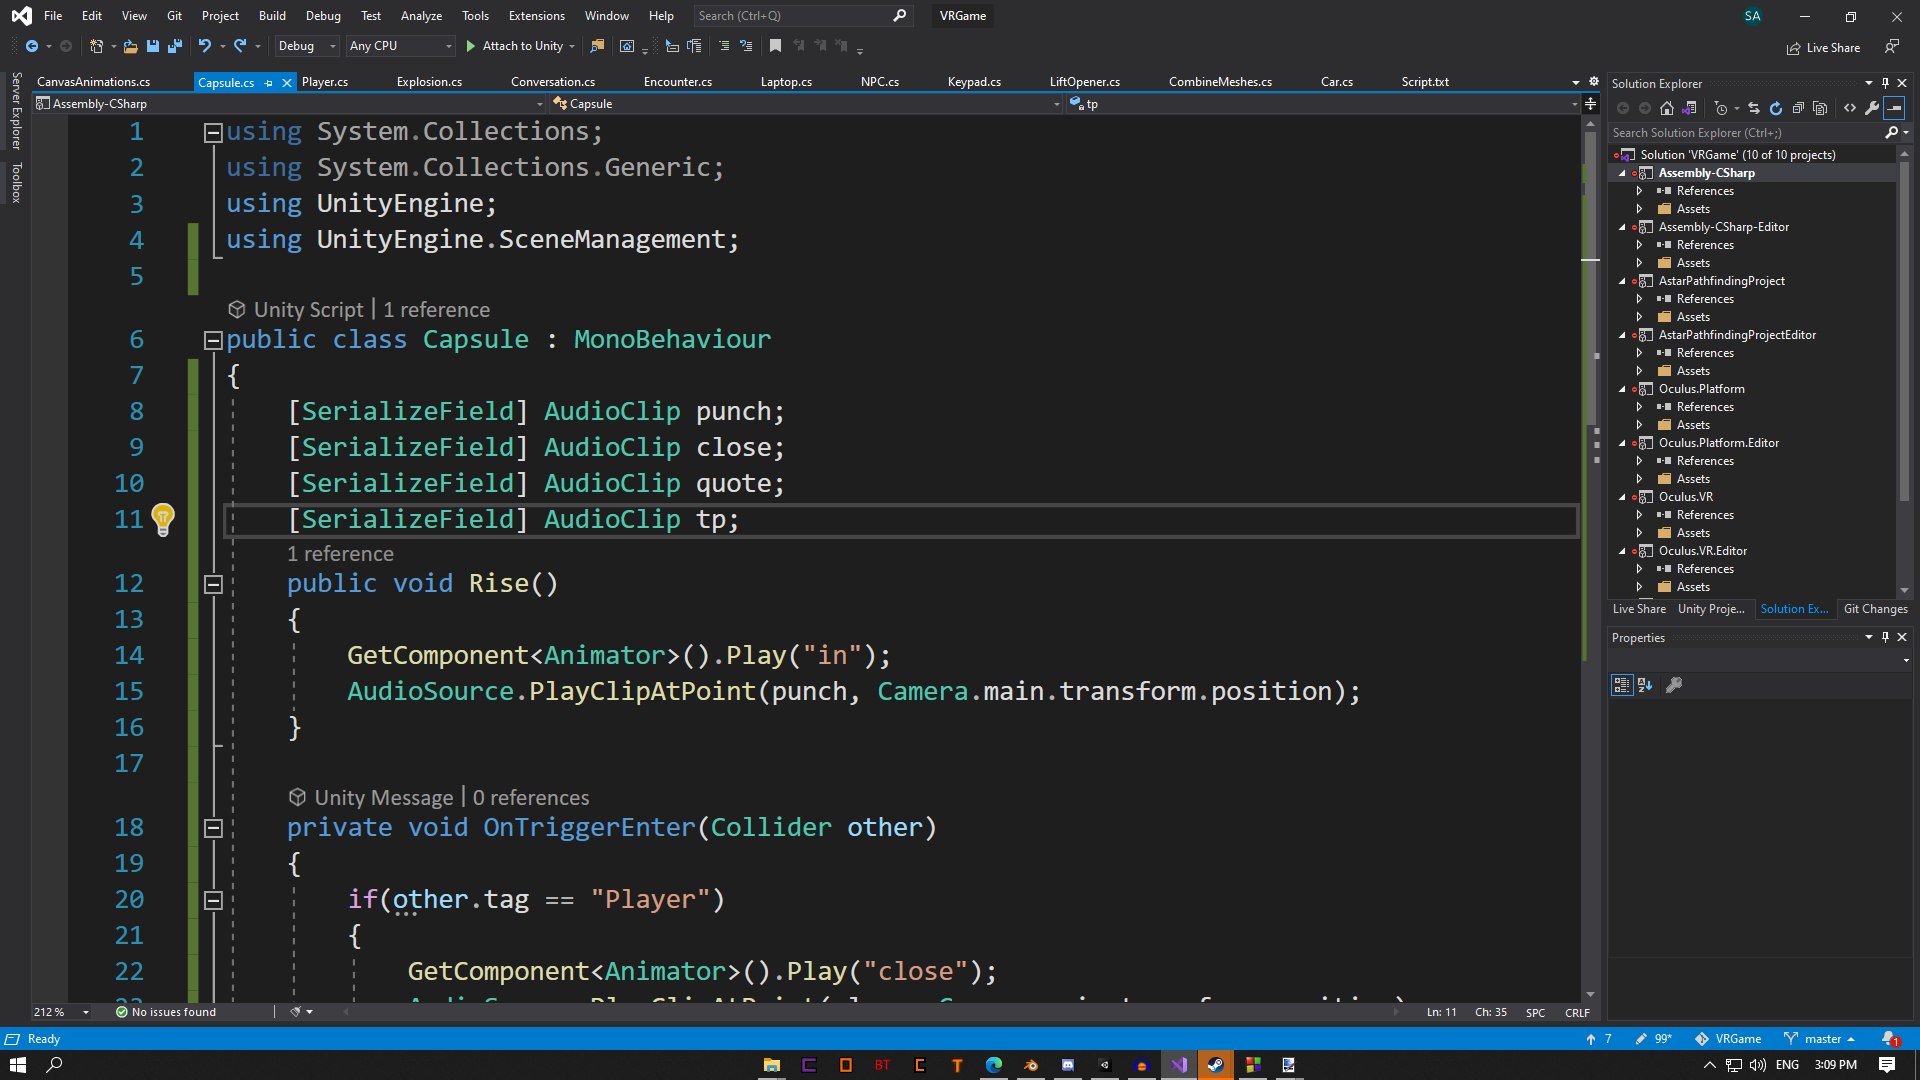 File Edit View Git Project Build Debug Test Analyze Tools Extensions Window Help Search (Ctrl+Q) VRGame SA
Debug Any CPU Attach to Unity Live Share
Server Explorer
Toolbox
CanvasAnimations.cs Capsule.cs Player.cs Explosion.cs Conversation.cs Encounter.cs Laptop.cs NPC.cs Keypad.cs LiftOpener.cs CombineMeshes.cs Car.cs Script.txt
Assembly-CSharp Capsule tp
1 using System.Collections;
2 using System.Collections.Generic;
3 using UnityEngine;
4 using UnityEngine.SceneManagement;
5
Unity Script | 1 reference
6 public class Capsule : MonoBehaviour
7 {
8 [SerializeField] AudioClip punch;
9 [SerializeField] AudioClip close;
10 [SerializeField] AudioClip quote;
11 [SerializeField] AudioClip tp;
1 reference
12 public void Rise()
13 {
14 GetComponent<Animator>().Play("in");
15 AudioSource.PlayClipAtPoint(punch, Camera.main.transform.position);
16 }
17
Unity Message | 0 references
18 private void OnTriggerEnter(Collider other)
19 {
20 if(other.tag == "Player")
21 {
22 GetComponent<Animator>().Play("close");
212 % No issues found Ln: 11 Ch: 35 SPC CRLF
Solution Explorer
Search Solution Explorer (Ctrl+;)
Solution 'VRGame' (10 of 10 projects)
Assembly-CSharp
References
Assets
Assembly-CSharp-Editor
References
Assets
AstarPathfindingProject
References
Assets
AstarPathfindingProjectEditor
References
Assets
Oculus.Platform
References
Assets
Oculus.Platform.Editor
References
Assets
Oculus.VR
References
Assets
Oculus.VR.Editor
References
Assets
Live Share Unity Proje... Solution Ex... Git Changes
Properties
Ready 7 99* VRGame master 1
BT T ENG 3:09 PM